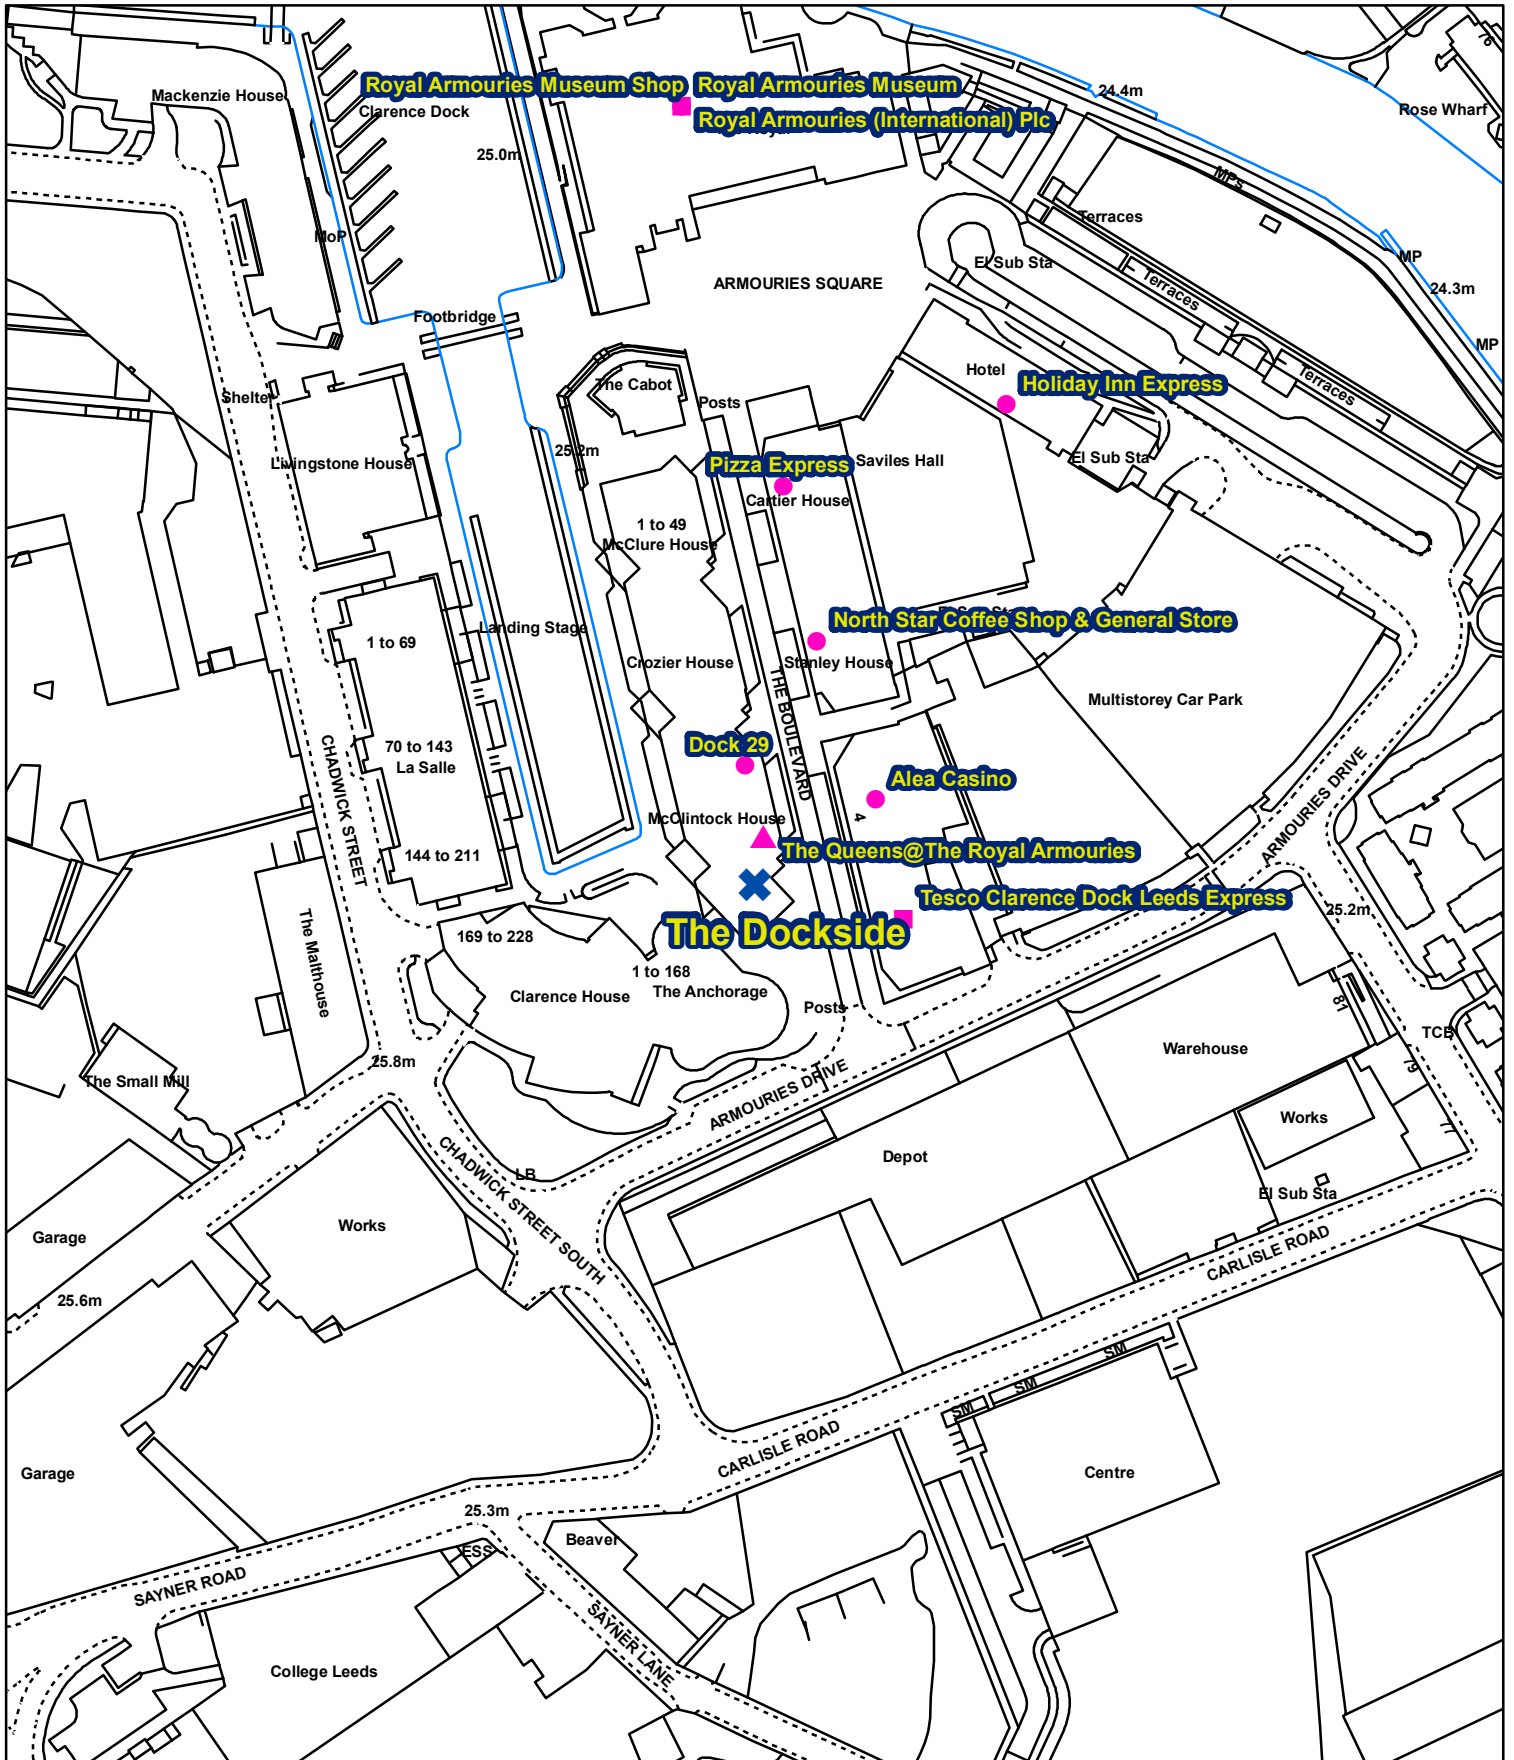 76
Mackenzie House
Royal Armouries Museum Shop
Royal Armouries Museum
24.4m
Clarence Dock
Rose Wharf
Royal Armouries (International) Plc
25.0m
MPs
Terraces
MoP
El Sub Sta
MP
ARMOURIES SQUARE
Terraces
24.3m
Footbridge
MP
Hotel
The Cabot
Holiday Inn Express
Terraces
Shelter
Posts
25.2m
Livingstone House
Pizza Express
Saviles Hall
El Sub Sta
Cartier House
1 to 49
McClure House
North Star Coffee Shop & General Store
Landing Stage
1 to 69
Crozier House
Stanley House
Multistorey Car Park
THE BOULEVARD
70 to 143
La Salle
Dock 29
CHADWICK STREET
Alea Casino
ARMOURIES DRIVE
4
McClintock House
144 to 211
The Queens@The Royal Armouries
Tesco Clarence Dock Leeds Express
25.2m
The Dockside
169 to 228
The Malthouse
1 to 168
The Anchorage
Clarence House
Posts
81
TCB
25.8m
Warehouse
The Small Mill
79
ARMOURIES DRIVE
Works
77
Depot
LB
CHADWICK STREET SOUTH
El Sub Sta
Works
Garage
CARLISLE ROAD
25.6m
SM
SM
SM
CARLISLE ROAD
Garage
Centre
25.3m
Beaver
ESS
SAYNER ROAD
SAYNER LANE
College Leeds